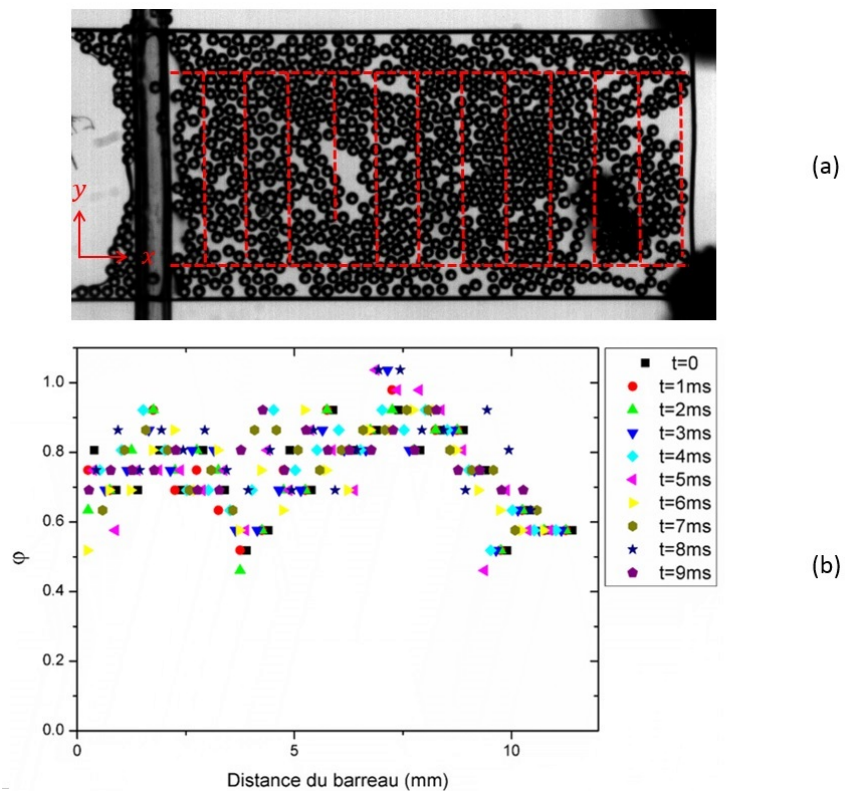 (a)
y
x
φ
1.0
0.8
0.6
0.4
0.2
0.0
0
5
10
Distance du barreau (mm)
t=0
t=1ms
t=2ms
t=3ms
t=4ms
t=5ms
t=6ms
t=7ms
t=8ms
t=9ms
(b)